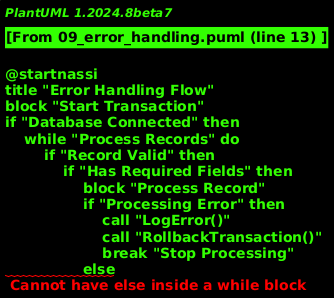 PlantUML 1.2024.8beta7
[From 09_error_handling.puml (line 13) ]
@startnassi
title "Error Handling Flow"
block "Start Transaction"
if "Database Connected" then
while "Process Records" do
if "Record Valid" then
if "Has Required Fields" then
block "Process Record"
if "Processing Error" then
call "LogError()"
call "RollbackTransaction()"
break "Stop Processing"
else
Cannot have else inside a while block